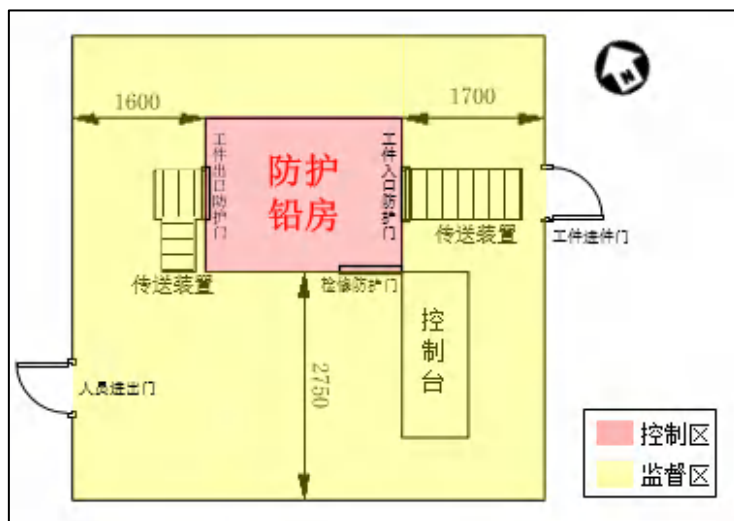 1600
1700
N
工件出口防护门
防护
铅房
工件入口防护门
传送装置
工件进件门
传送装置
检修防护门
控制台
2750
人员进出门
控制区
监督区